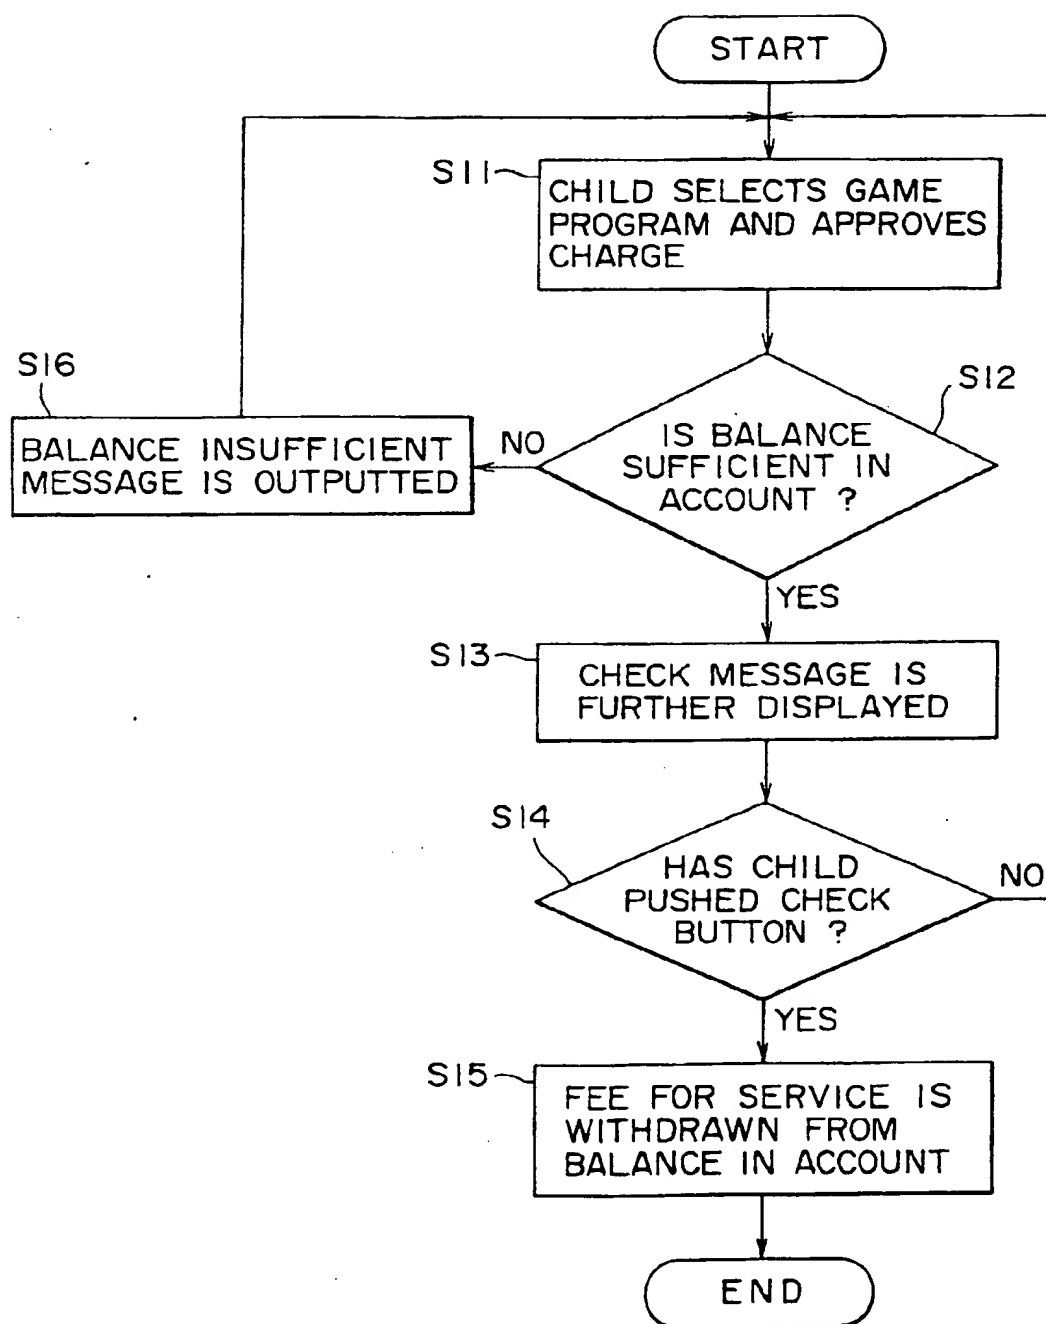 START
S11
CHILD SELECTS GAME
PROGRAM AND APPROVES
CHARGE
S16
S12
BALANCE INSUFFICIENT
MESSAGE IS OUTPUTTED
NO
IS BALANCE
SUFFICIENT IN
ACCOUNT ?
YES
S13
CHECK MESSAGE IS
FURTHER DISPLAYED
S14
HAS CHILD
PUSHED CHECK
BUTTON ?
NO
YES
S15
FEE FOR SERVICE IS
WITHDRAWN FROM
BALANCE IN ACCOUNT
END